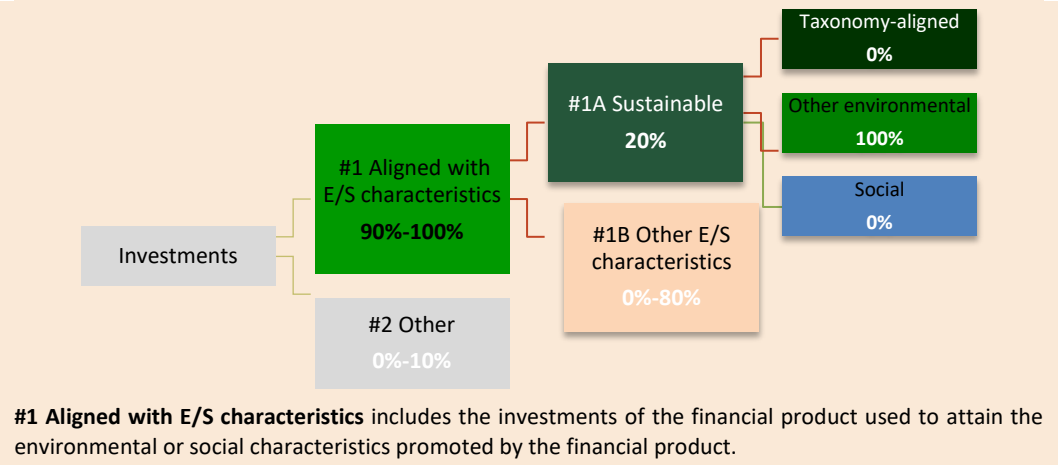 Taxonomy-aligned
0%
#1A Sustainable
20%
Other environmental
100%
#1 Aligned with
E/S characteristics
90%-100%
Social
0%
Investments
#1B Other E/S
characteristics
0%-80%
#2 Other
0%-10%
#1 Aligned with E/S characteristics includes the investments of the financial product used to attain the
environmental or social characteristics promoted by the financial product.